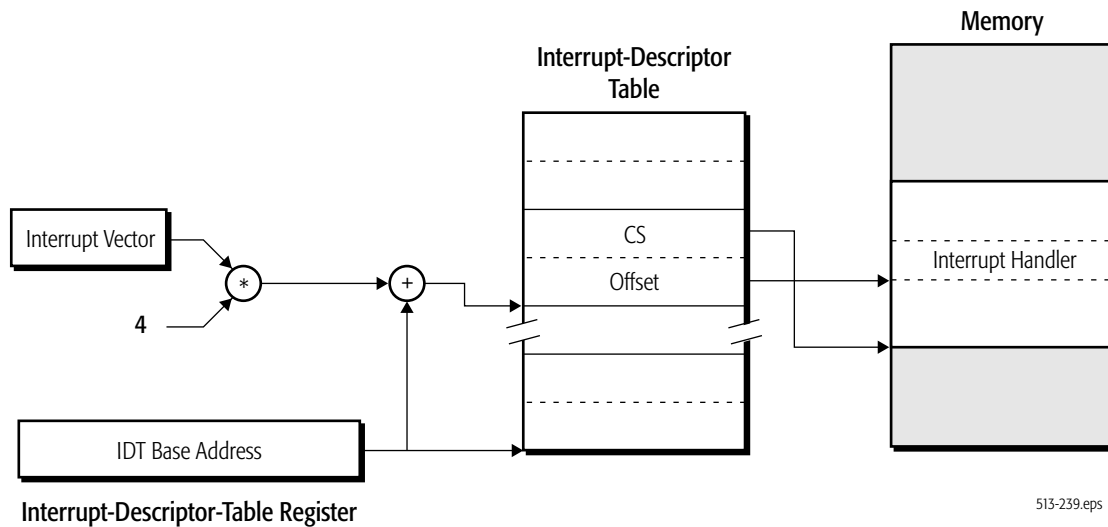 Memory
Interrupt-Descriptor
Table
Interrupt Vector
CS
Interrupt Handler
*
+
Offset
4
IDT Base Address
Interrupt-Descriptor-Table Register
513-239.eps